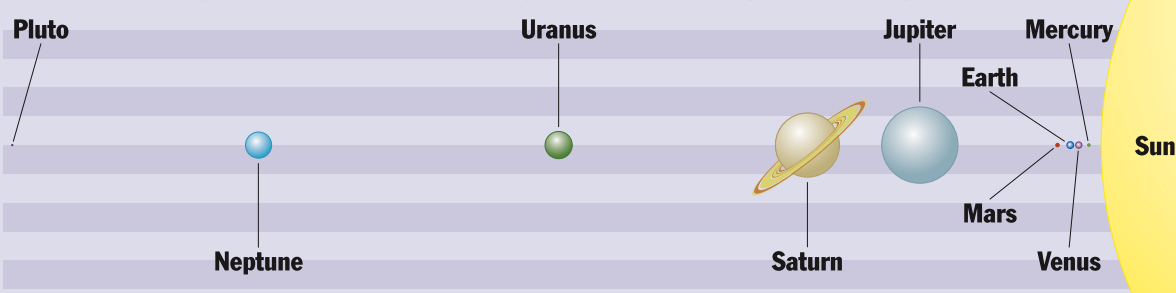 Pluto
Uranus
Jupiter
Mercury
Earth
Sun
Mars
Neptune
Saturn
Venus